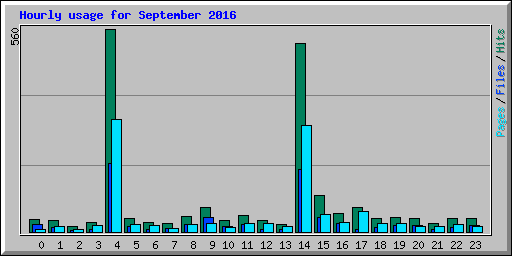 Hourly usage for September 2016
560
Pages / Files / Hits
0 1 2 3 4 5 6 7 8 9 10 11 12 13 14 15 16 17 18 19 20 21 22 23